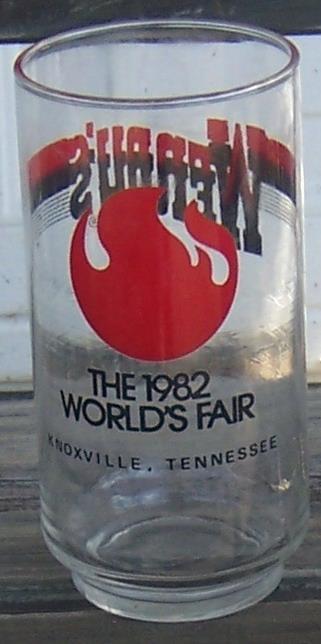 Wendy's
THE 1982
WORLD'S FAIR
KNOXVILLE, TENNESSEE